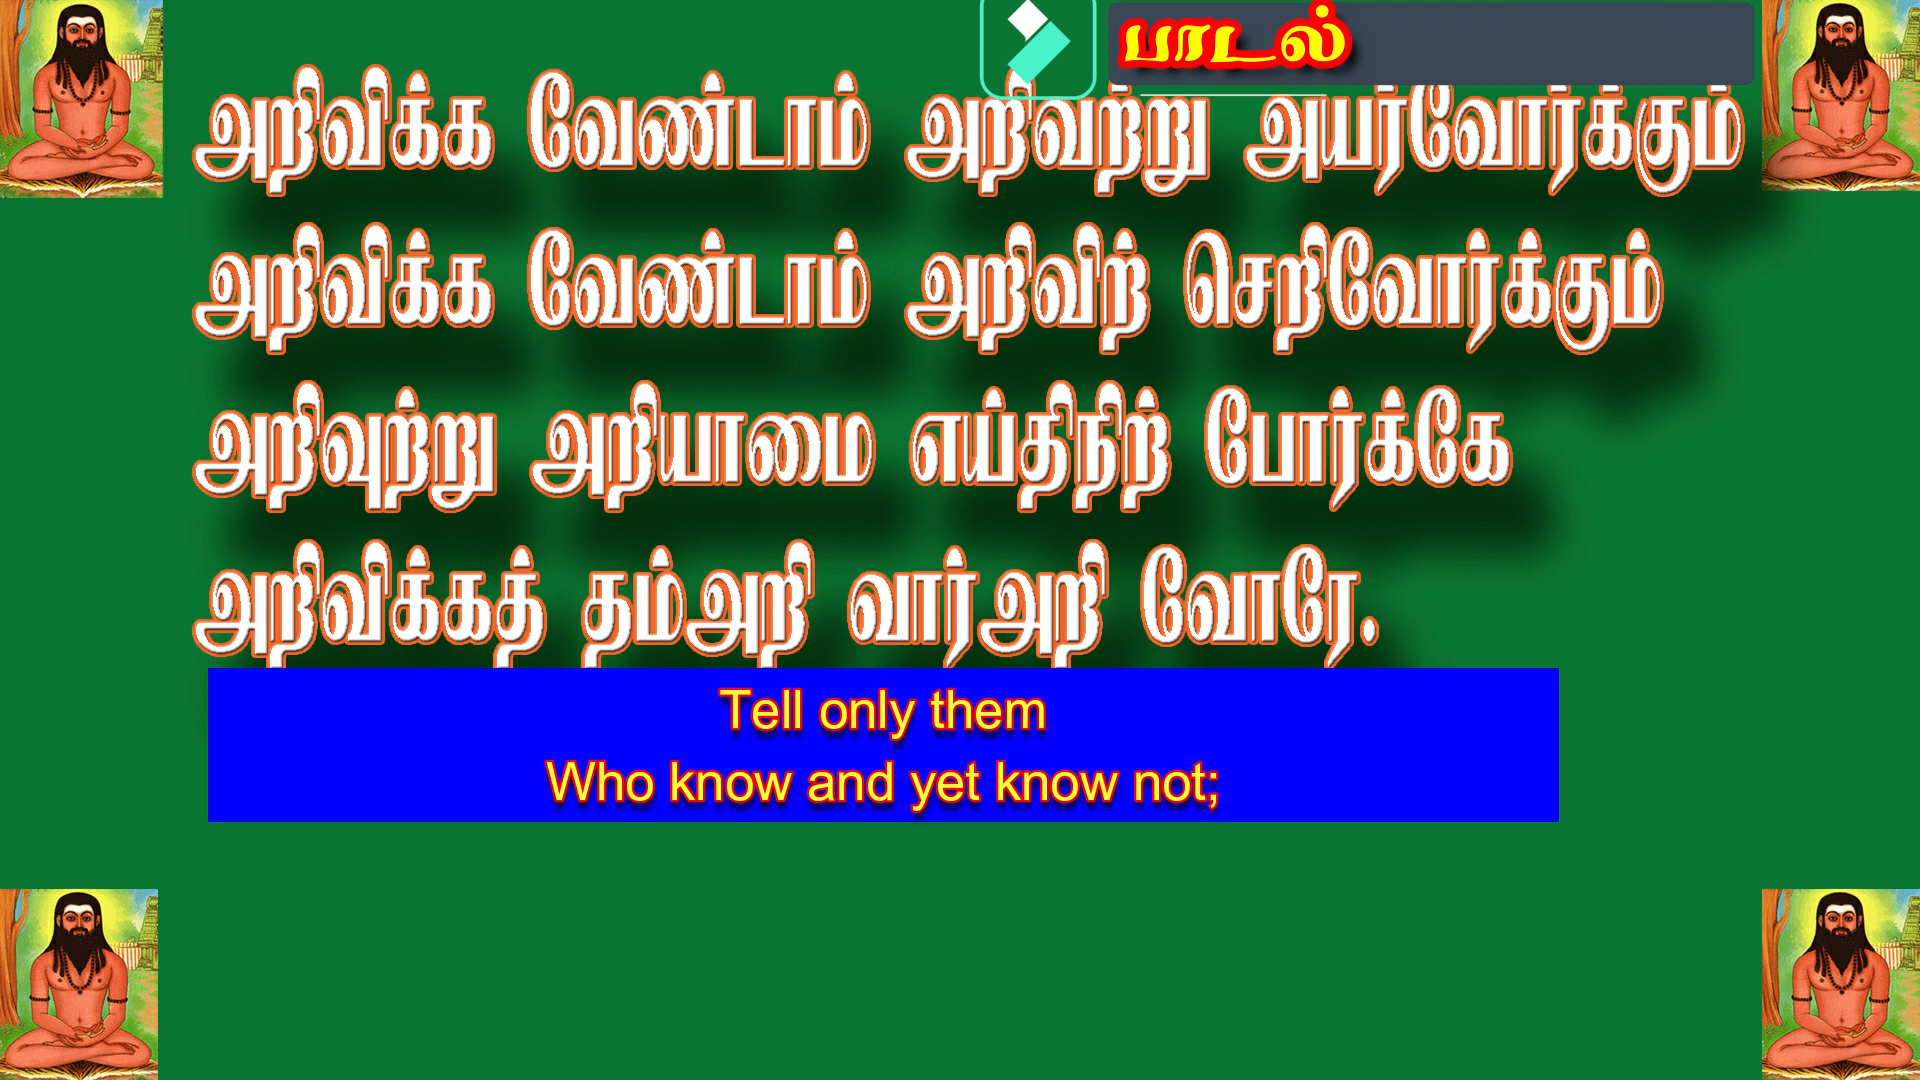 பாடல்
அறிவிக்க வேண்டாம் அறிவற்று அயர்வோர்க்கும்
அறிவிக்க வேண்டாம் அறிவிற் செறிவோர்க்கும்
அறிவுற்று அறியாமை எய்திநிற் போர்க்கே
அறிவிக்கத் தம்அறி வார்அறி வோரே.
Tell only them
Who know and yet know not;